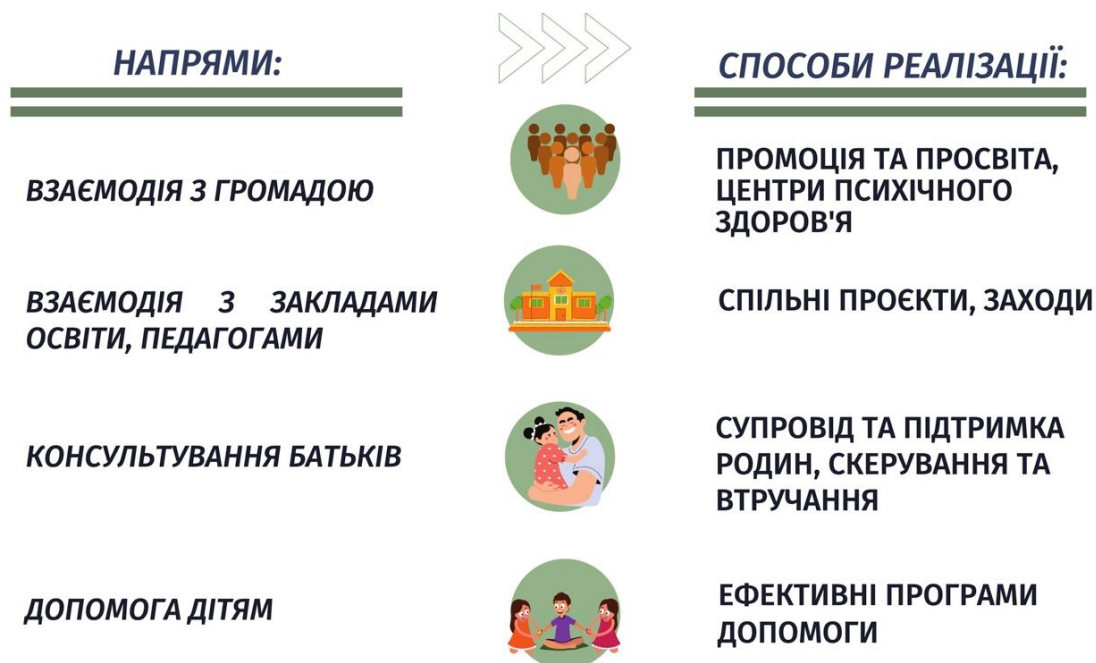 НАПРЯМИ:
СПОСОБИ РЕАЛІЗАЦІЇ:
ВЗАЄМОДІЯ З ГРОМАДОЮ
ПРОМОЦІЯ ТА ПРОСВІТА,
ЦЕНТРИ ПСИХІЧНОГО
ЗДОРОВ'Я
ВЗАЄМОДІЯ З ЗАКЛАДАМИ
ОСВІТИ, ПЕДАГОГАМИ
СПІЛЬНІ ПРОЄКТИ, ЗАХОДИ
КОНСУЛЬТУВАННЯ БАТЬКІВ
СУПРОВІД ТА ПІДТРИМКА
РОДИН, СКЕРУВАННЯ ТА
ВТРУЧАННЯ
ДОПОМОГА ДІТЯМ
ЕФЕКТИВНІ ПРОГРАМИ
ДОПОМОГИ